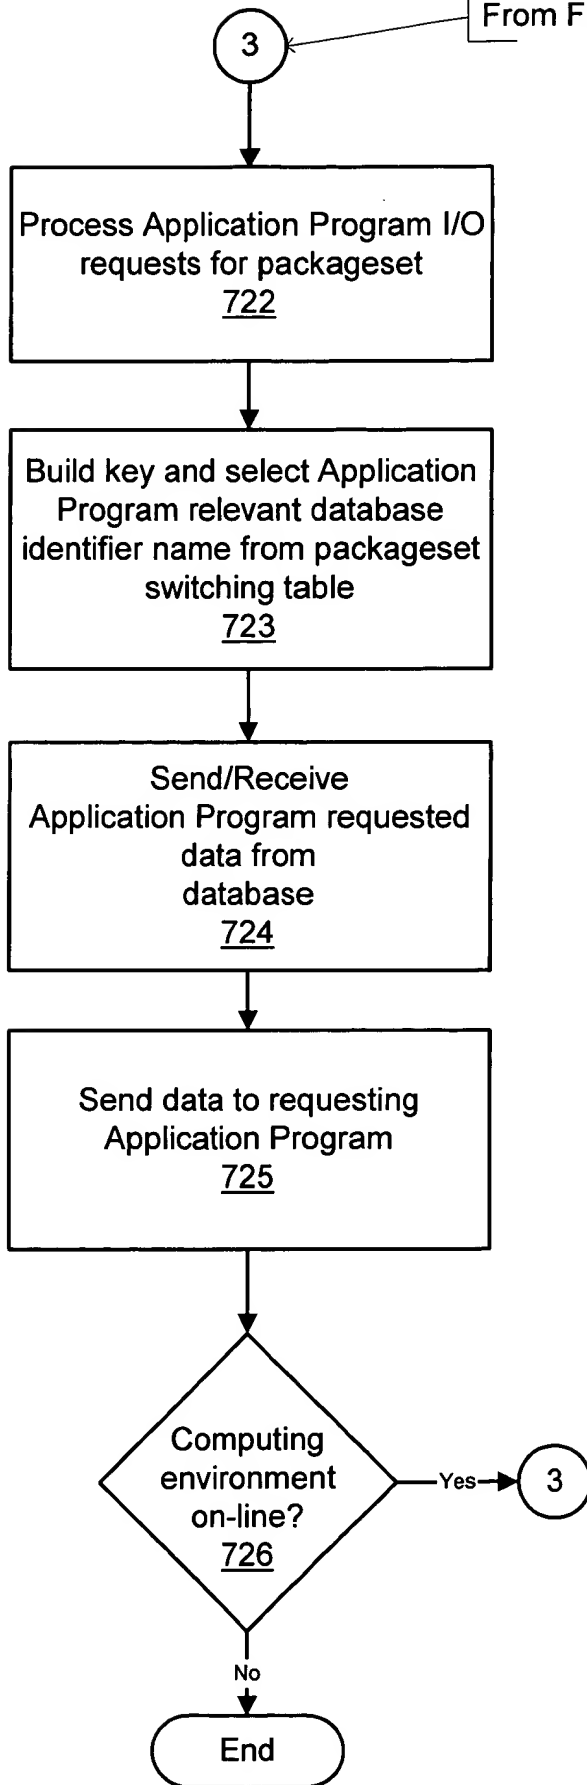 From F
3
Process Application Program I/O
requests for packageset
722
Build key and select Application
Program relevant database
identifier name from packageset
switching table
723
Send/Receive
Application Program requested
data from
database
724
Send data to requesting
Application Program
725
Computing
environment
on-line?
726
Yes
3
No
End